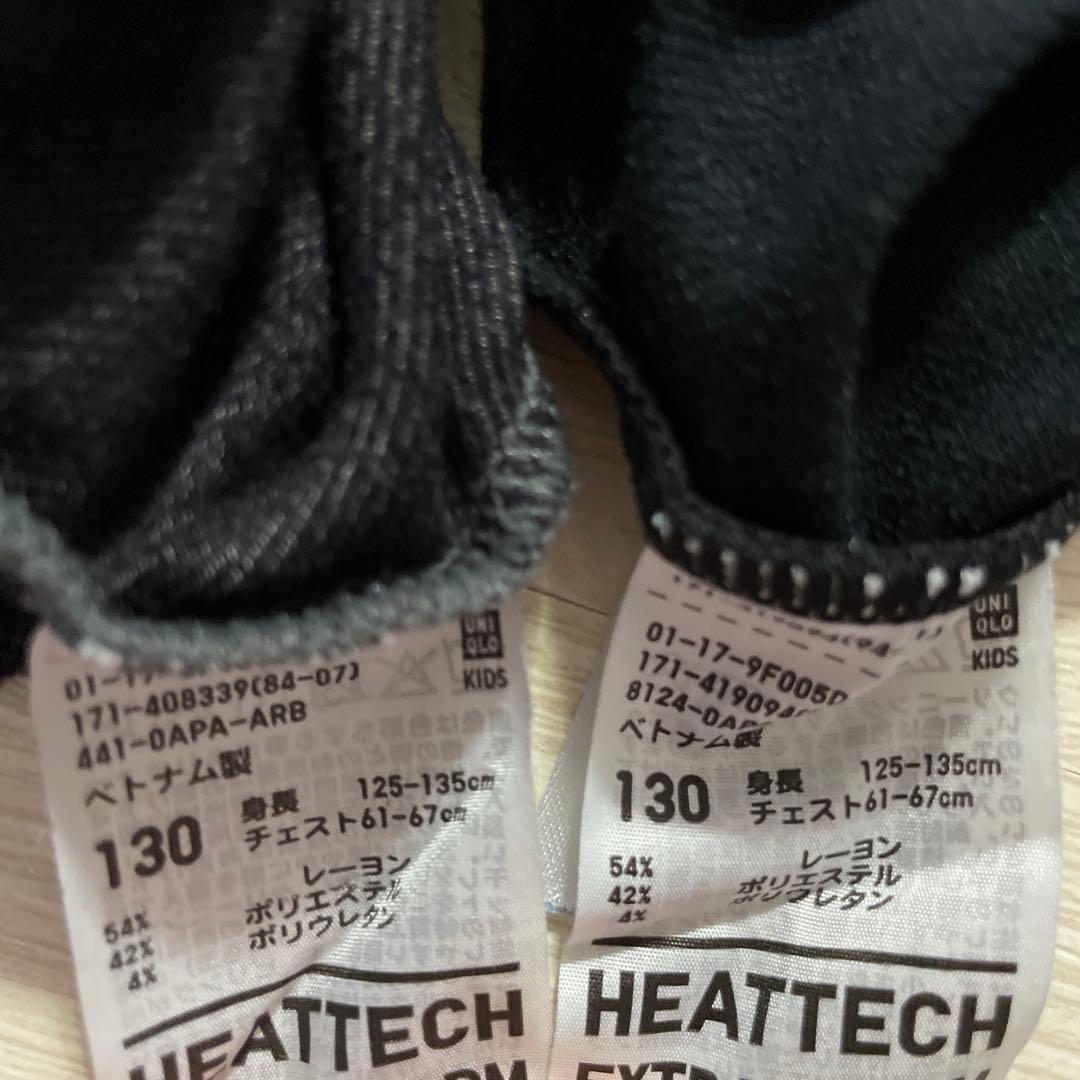 UNI
QLO
KIDS
171-408339(84-07)
441-0APA-ARB
ベトナム製
130
身長 125-135cm
チェスト61-67cm
54% レーヨン
42% ポリエステル
4% ポリウレタン
HEATTECH
UNI
QLO
KIDS
01-17-9F005
171-419094
8124-0A
ベトナム製
130
身長 125-135cm
チェスト61-67cm
54% レーヨン
42% ポリエステル
4% ポリウレタン
HEATTECH